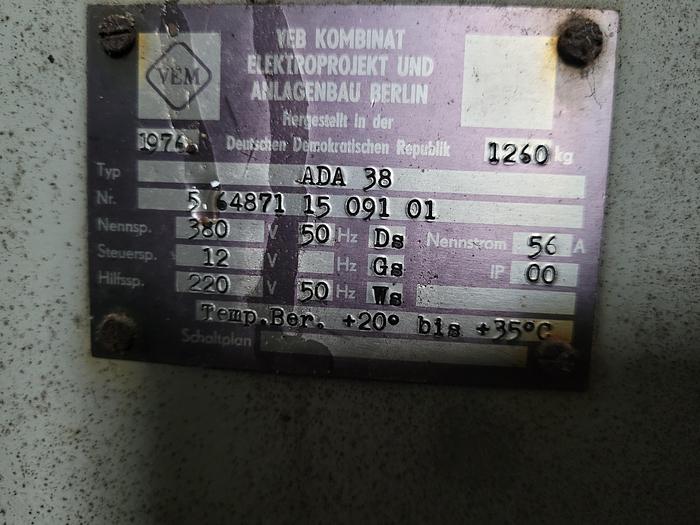 VEM
VEB KOMBINAT
ELEKTROPROJEKT UND
ANLAGENBAU BERLIN
Hergestellt in der
1976 Deutschen Demokratischen Republik 1260 kg
Typ ADA 38
Nr. 5.64871 15 091 01
Nennsp. 380 V 50 Hz Ds Nennstrom 56 A
Steuersp. 12 V Hz Gs IP 00
Hilfssp. 220 V 50 Hz Ws
Temp.Ber. +20° bis +35°C
Schaltplan